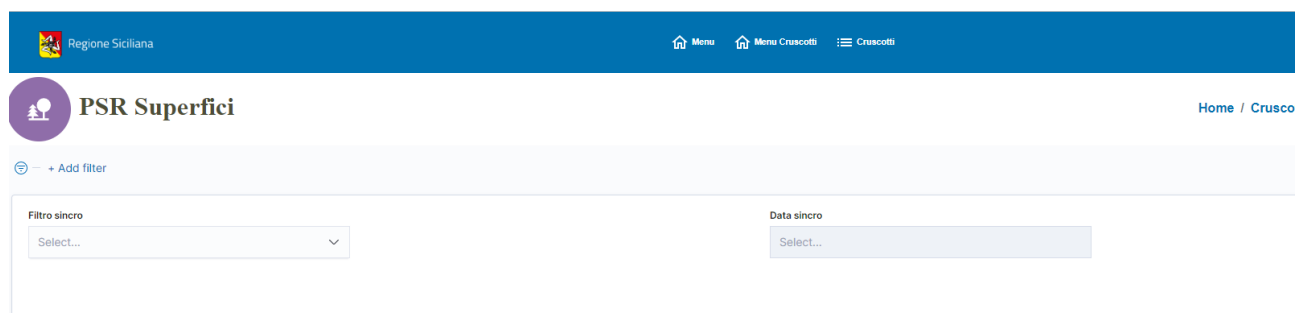 Regione Siciliana
Menu
Menu Cruscotti
Cruscotti
PSR Superfici
Home / Crusco
+ Add filter
Filtro sincro
Data sincro
Select...
Select...